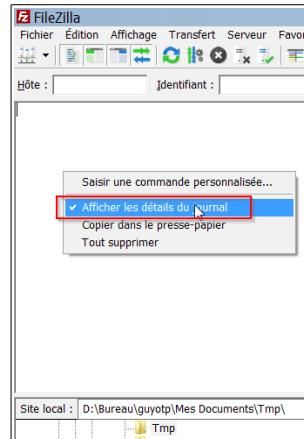 FileZilla
Fichier Édition Affichage Transfert Serveur Favor
Hôte : Identifiant :
Saisir une commande personnalisée...
Afficher les détails du journal
Copier dans le presse-papier
Tout supprimer
Site local : D:\Bureau\guyotp\Mes Documents\Tmp\
Tmp